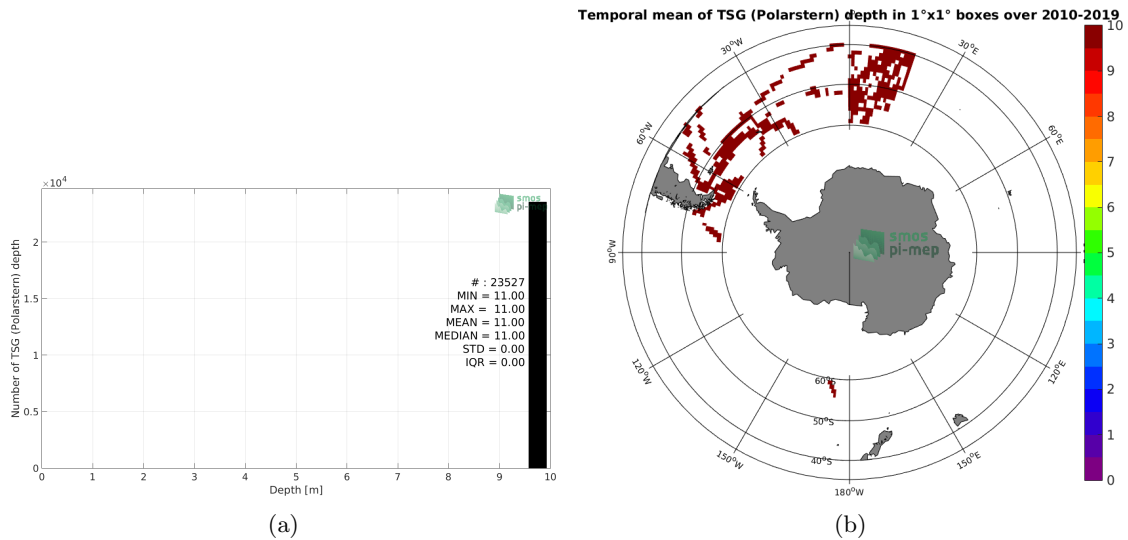 ×10⁴
2
1.5
1
0.5
0
Number of TSG (Polarstern) depth
smos
pi-mep
# : 23527
MIN = 11.00
MAX = 11.00
MEAN = 11.00
MEDIAN = 11.00
STD = 0.00
IQR = 0.00
0 1 2 3 4 5 6 7 8 9 10
Depth [m]
(a)
Temporal mean of TSG (Polarstern) depth in 1°x1° boxes over 2010-2019
30°W
30°E
60°W
60°E
90°W
120°W
120°E
150°W
150°E
180°W
60°S
50°S
40°S
smos
pi-mep
10
9
8
7
6
5
4
3
2
1
0
(b)